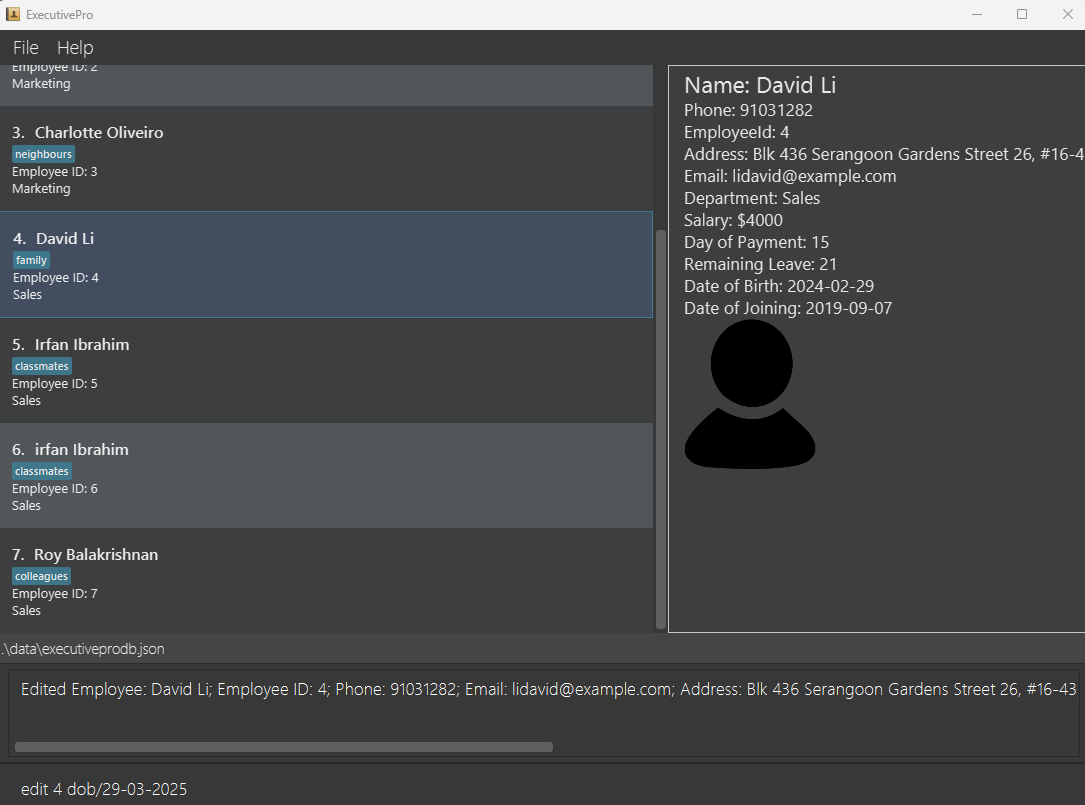 ExecutivePro
File Help
Employee ID: 2
Marketing
3. Charlotte Oliveiro
neighbours
Employee ID: 3
Marketing
4. David Li
family
Employee ID: 4
Sales
5. Irfan Ibrahim
classmates
Employee ID: 5
Sales
6. irfan Ibrahim
classmates
Employee ID: 6
Sales
7. Roy Balakrishnan
colleagues
Employee ID: 7
Sales
Name: David Li
Phone: 91031282
EmployeeId: 4
Address: Blk 436 Serangoon Gardens Street 26, #16-4
Email: lidavid@example.com
Department: Sales
Salary: $4000
Day of Payment: 15
Remaining Leave: 21
Date of Birth: 2024-02-29
Date of Joining: 2019-09-07
.\data\executiveprodb.json
Edited Employee: David Li; Employee ID: 4; Phone: 91031282; Email: lidavid@example.com; Address: Blk 436 Serangoon Gardens Street 26, #16-43
edit 4 dob/29-03-2025